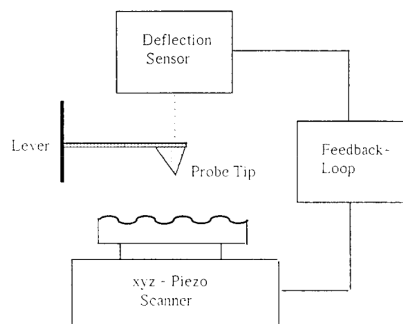 Deflection
Sensor
Lever
Probe Tip
Feedback-
Loop
xyz - Piezo
Scanner